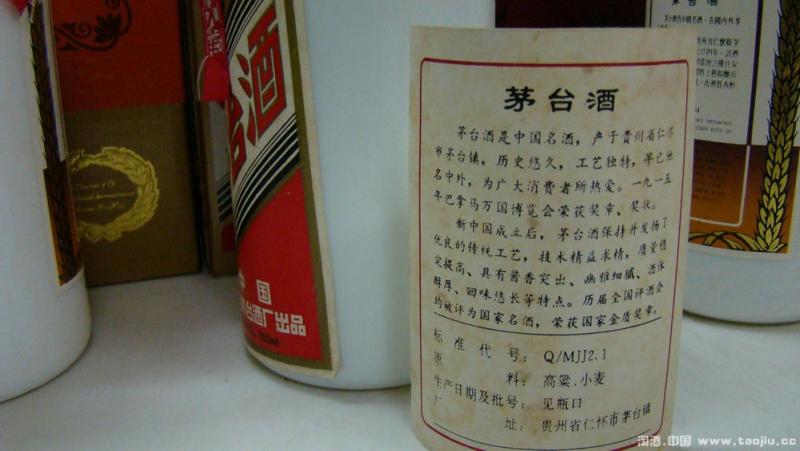 茅台酒
茅台酒是中国名酒，产于贵州省仁怀
市茅台镇，历史悠久，工艺独特，早已驰
名中外，为广大消费者所热爱。一九一五
年巴拿马万国博览会荣获奖章、奖状。
新中国成立后，茅台酒保持并发扬了
优良的传统工艺，技术精益求精，质量稳
定提高、具有酱香突出、幽雅细腻、酒体
醇厚、回味悠长等特点。历届全国评酒会
均被评为国家名酒，荣获国家金质奖章。
标准代号：Q/MJJ2.1
原料：高粱、小麦
生产日期及批号：见瓶口
厂址：贵州省仁怀市茅台镇
台酒
中国
台酒厂出品
淘酒.中国 www.taojiu.cc